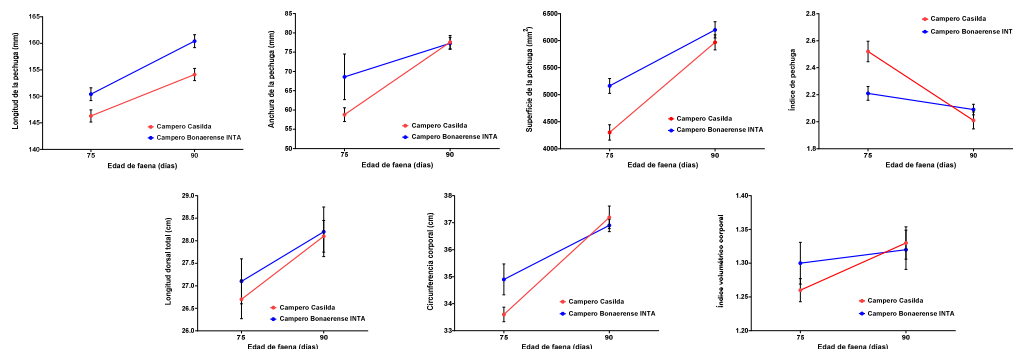 Longitud de la pechuga (mm)
165
160
155
150
145
140
Campero Casilda
Campero Bonaerense INTA
75
90
Edad de faena (días)
Anchura de la pechuga (mm)
85
78
71
64
57
50
Campero Casilda
Campero Bonaerense INTA
75
90
Edad de faena (días)
Superficie de la pechuga (mm²)
6500
6000
5500
5000
4500
4000
Campero Casilda
Campero Bonaerense INTA
75
90
Edad de faena (días)
Índice de pechuga
2.8
2.6
2.4
2.2
2.0
1.8
Campero Casilda
Campero Bonaerense INT
75
90
Edad de faena (días)
Longitud dorsal total (cm)
29.0
28.5
28.0
27.5
27.0
26.5
26.0
Campero Casilda
Campero Bonaerense INTA
75
90
Edad de faena (días)
Circunferencia corporal (cm)
38
37
36
35
34
33
Campero Casilda
Campero Bonaerense INTA
75
90
Edad de faena (días)
Índice volumétrico corporal
1.40
1.35
1.30
1.25
1.20
Campero Casilda
Campero Bonaerense INTA
75
90
Edad de faena (días)